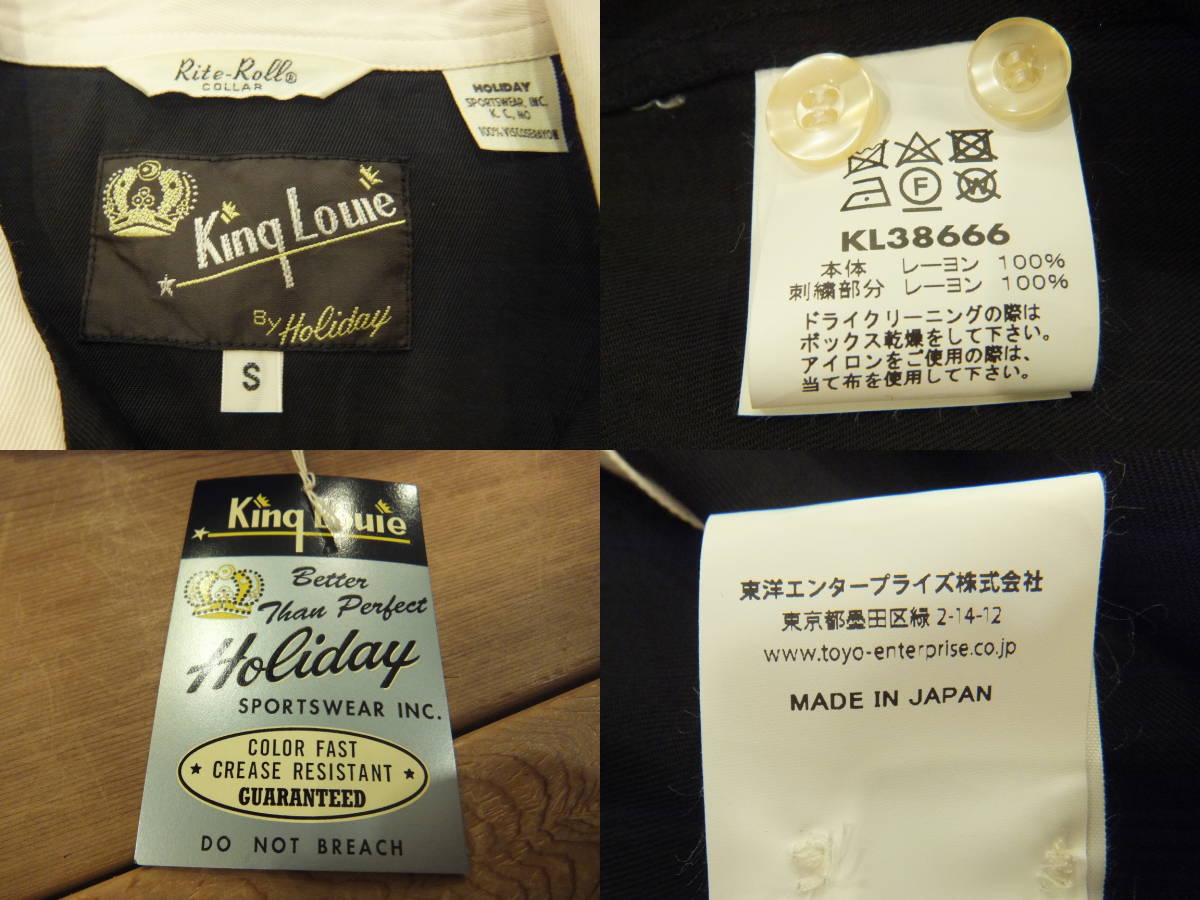 Rite-Roll®
COLLAR
HOLIDAY
SPORTSWEAR, INC.
K. C., MO
100% VISCOSE RAYON
King Louie
By Holiday
S
F
W
KL38666
本体 レーヨン 100%
刺繍部分 レーヨン 100%
ドライクリーニングの際は
ボックス乾燥をして下さい。
アイロンをご使用の際は、
当て布を使用して下さい。
King Louie
Better
Than Perfect
Holiday
SPORTSWEAR INC.
COLOR FAST
CREASE RESISTANT
GUARANTEED
DO NOT BREACH
東洋エンタープライズ株式会社
東京都墨田区緑 2-14-12
www.toyo-enterprise.co.jp
MADE IN JAPAN